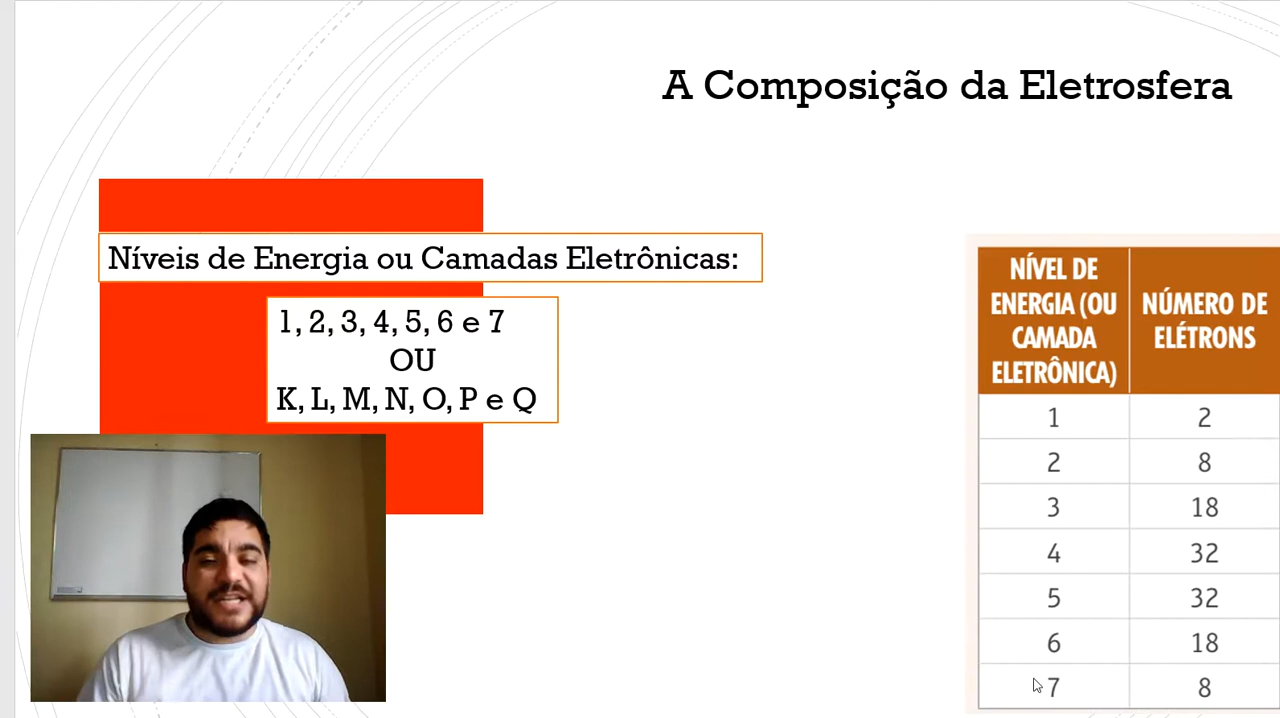 A Composição da Eletrosfera
Níveis de Energia ou Camadas Eletrônicas:
1, 2, 3, 4, 5, 6 e 7
OU
K, L, M, N, O, P e Q
NÍVEL DE
ENERGIA (OU
CAMADA
ELETRÔNICA)
NÚMERO DE
ELÉTRONS
1 2
2 8
3 18
4 32
5 32
6 18
7 8